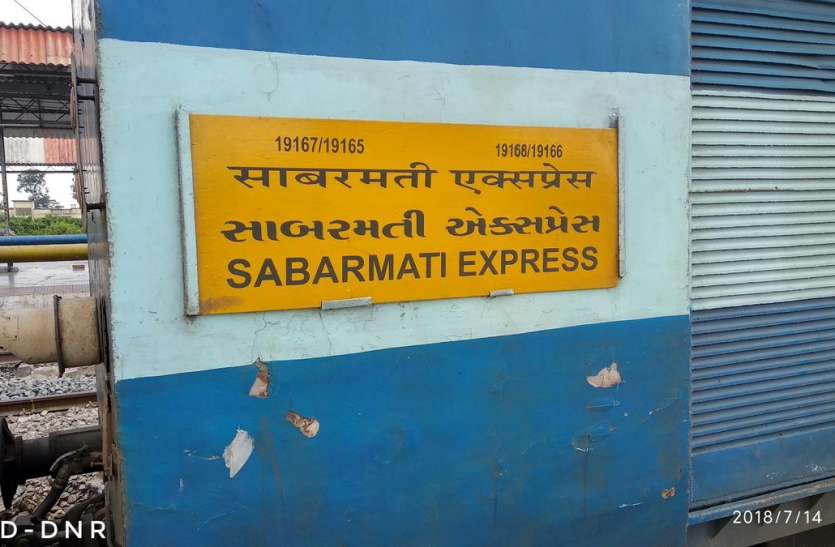 19167/19165 19168/19166
साबरमती एक्सप्रेस
સાબરમતી એક્સપ્રેસ
SABARMATI EXPRESS
D-DNR
2018/7/14